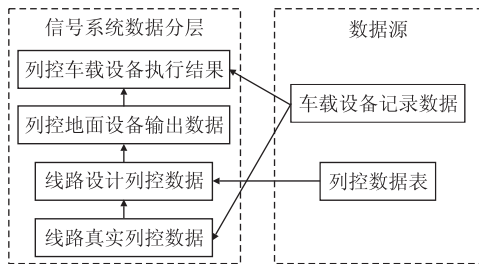 信号系统数据分层
列控车载设备执行结果
列控地面设备输出数据
线路设计列控数据
线路真实列控数据
数据源
车载设备记录数据
列控数据表